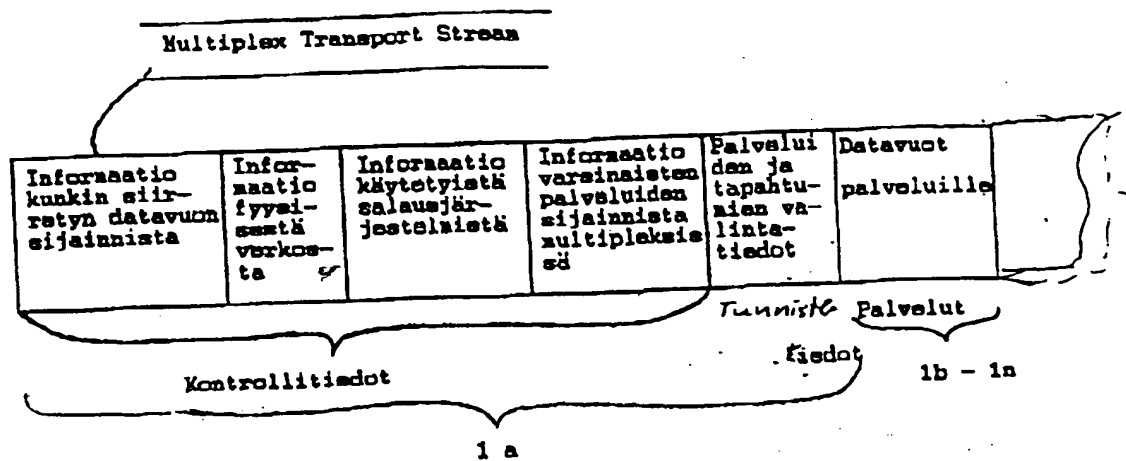 Multiplex Transport Stream
Informaatio
kunkin siir-
retyn datavuon
sijainnista
Infor-
maatio
fyysi-
sestä
verkos-
ta
Informaatio
käytetyistä
salausjär-
jestelmistä
Informaatio
varsinaisten
palveluiden
sijainnista
multipleksis
sä
Palvelui
den ja
tapahtu-
mien va-
linta-
tiedot
Datavuot
palveluille
Kontrollitiedot
Tunniste
tiedot
Palvelut
1b - 1n
1 a